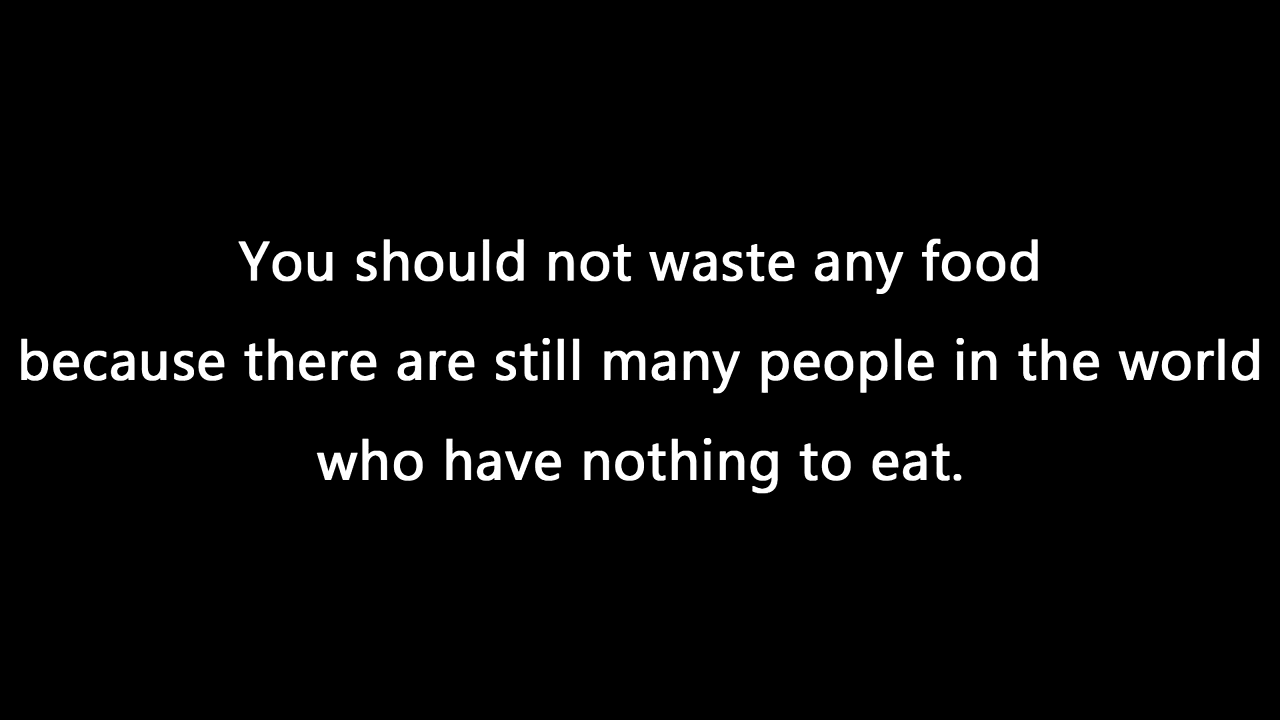 You should not waste any food
because there are still many people in the world
who have nothing to eat.